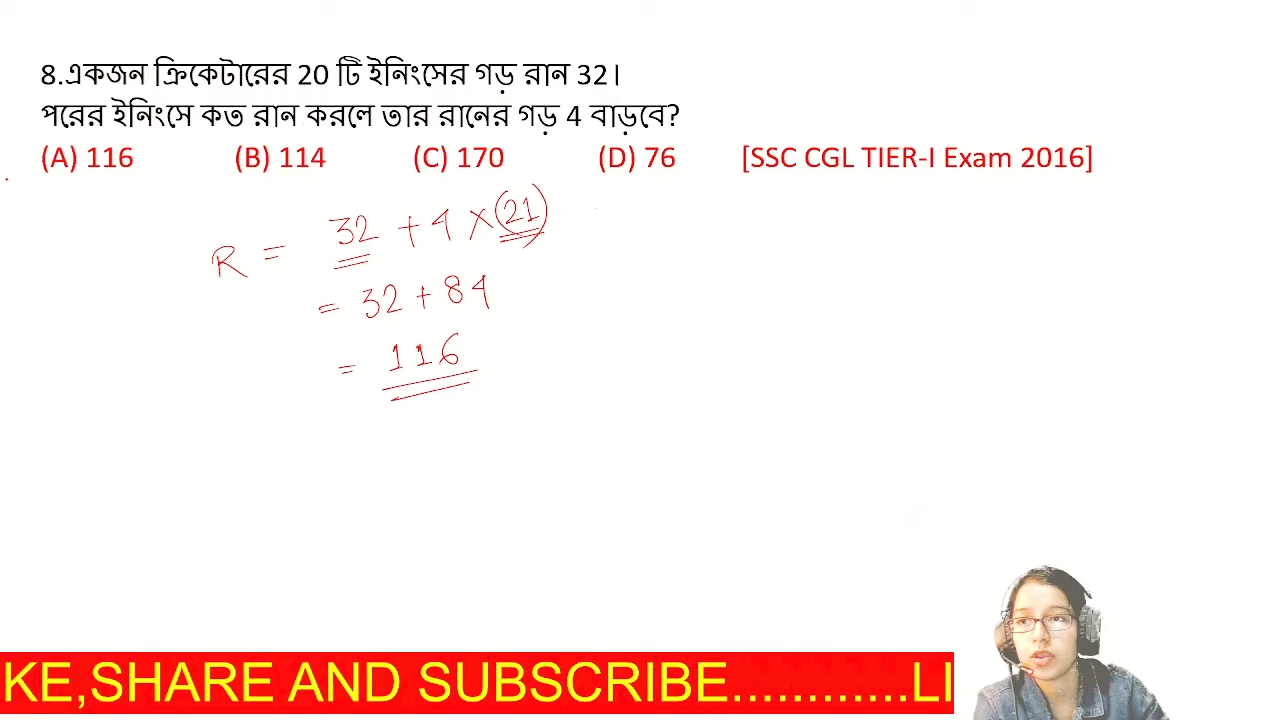 8.একজন ক্রিকেটারের 20 টি ইনিংসের গড় রান 32।
পরের ইনিংসে কত রান করলে তার রানের গড় 4 বাড়বে?
(A) 116 (B) 114 (C) 170 (D) 76 [SSC CGL TIER-I Exam 2016]
R = 32 + 4 × (21)
= 32 + 84
= 116
KE,SHARE AND SUBSCRIBE............LI